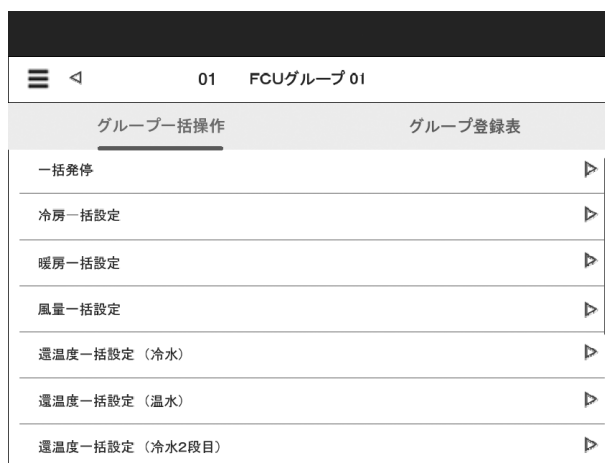 01 FCUグループ 01
グループ一括操作 グループ登録表
一括発停
冷房一括設定
暖房一括設定
風量一括設定
還温度一括設定（冷水）
還温度一括設定（温水）
還温度一括設定（冷水2段目）